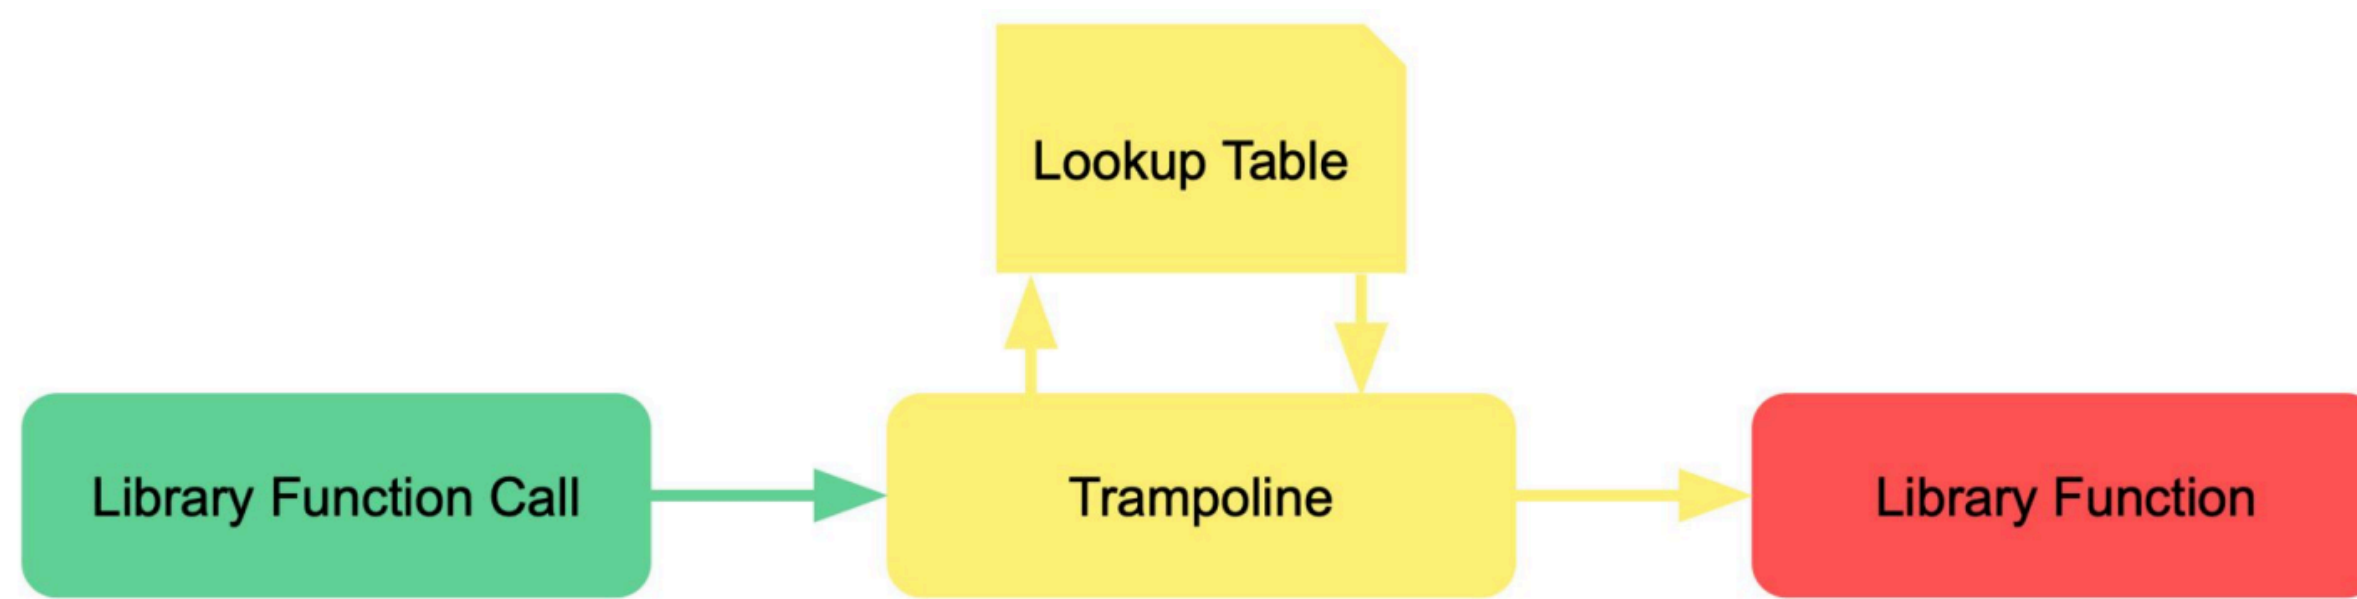 Lookup Table
Library Function Call
Trampoline
Library Function